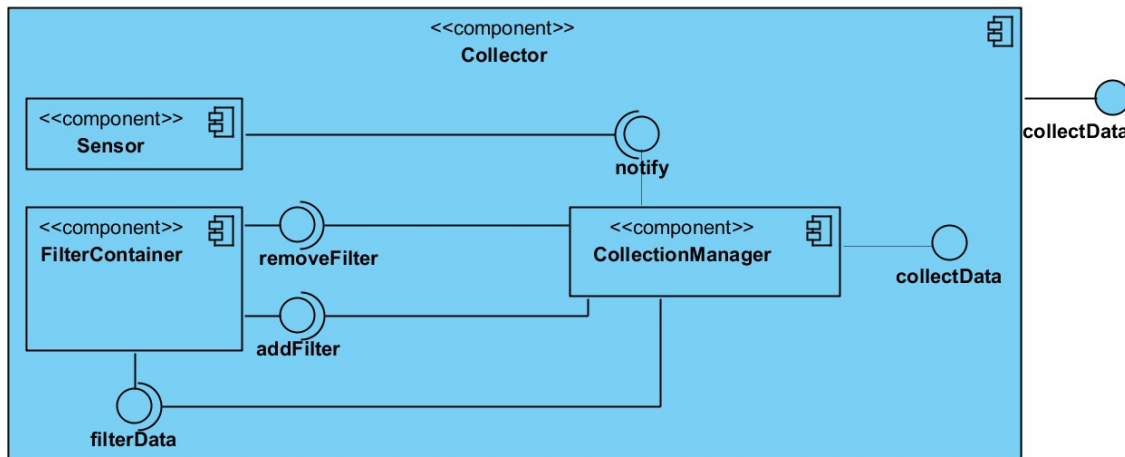 <<component>>
Collector
<<component>>
Sensor
notify
collectData
<<component>>
FilterContainer
removeFilter
<<component>>
CollectionManager
collectData
addFilter
filterData